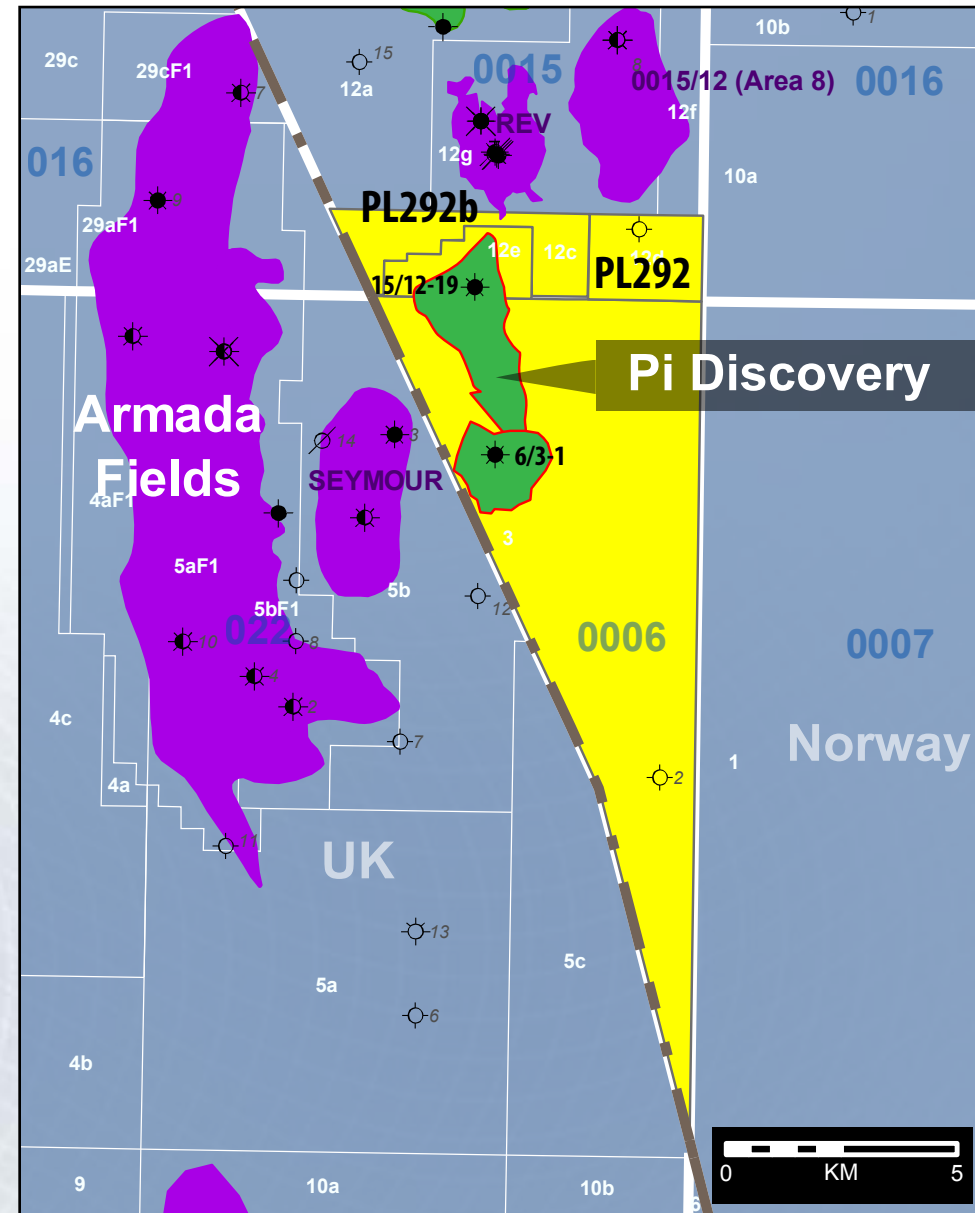 10b
1
29c
29cF1
15
12a
0015
8
0015/12 (Area 8)
0016
7
12f
REV
12g
016
10a
9
29aF1
PL292b
29aE
12e
12c
12d
PL292
15/12-19
Pi Discovery
Armada
Fields
14
3
6/3-1
SEYMOUR
4aF1
3
5aF1
5b
5bF1
12
022
0006
0007
10
8
4
2
4c
7
Norway
1
2
4a
11
UK
13
5c
5a
6
4b
9
10a
10b
6
0
KM
5